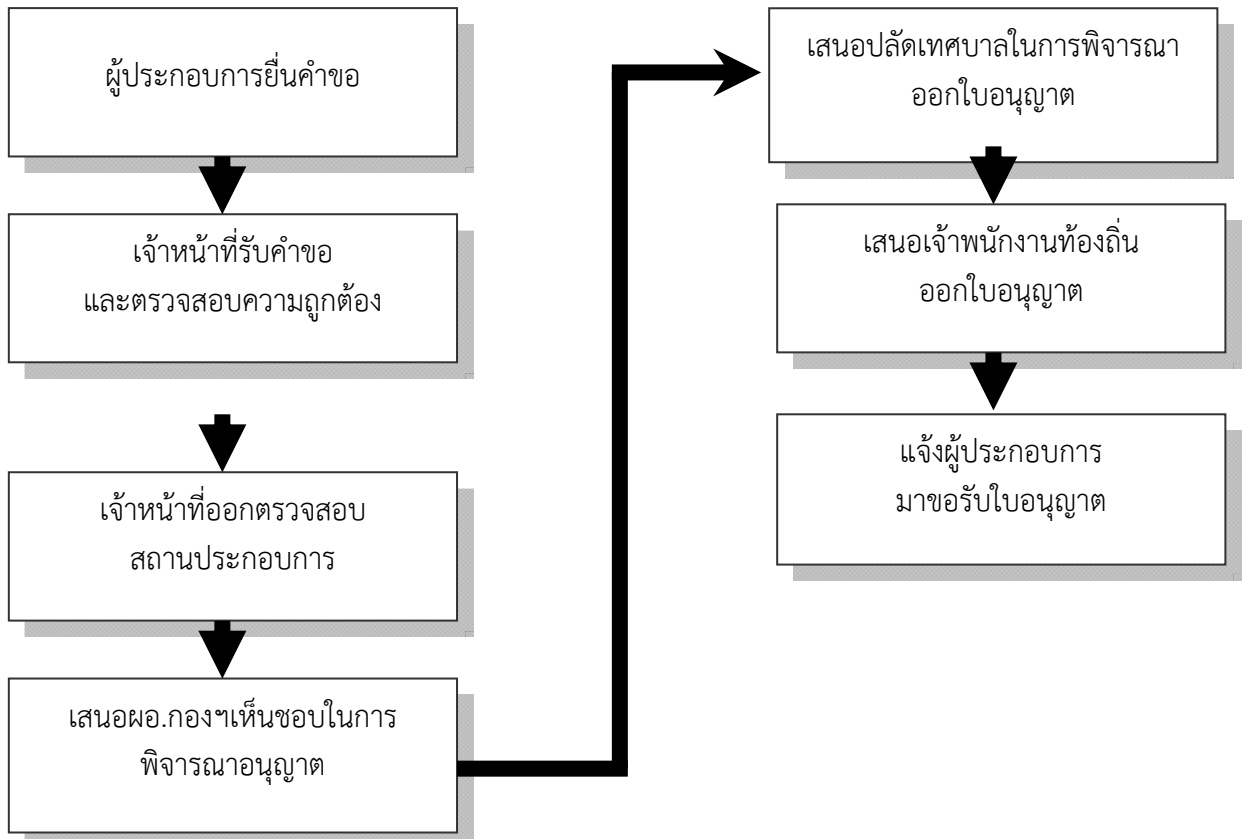 ผู้ประกอบการยื่นคำขอ
เจ้าหน้าที่รับคำขอ
และตรวจสอบความถูกต้อง
เจ้าหน้าที่ออกตรวจสอบ
สถานประกอบการ
เสนอผอ.กองฯเห็นชอบในการ
พิจารณาอนุญาต
เสนอปลัดเทศบาลในการพิจารณา
ออกใบอนุญาต
เสนอเจ้าพนักงานท้องถิ่น
ออกใบอนุญาต
แจ้งผู้ประกอบการ
มาขอรับใบอนุญาต